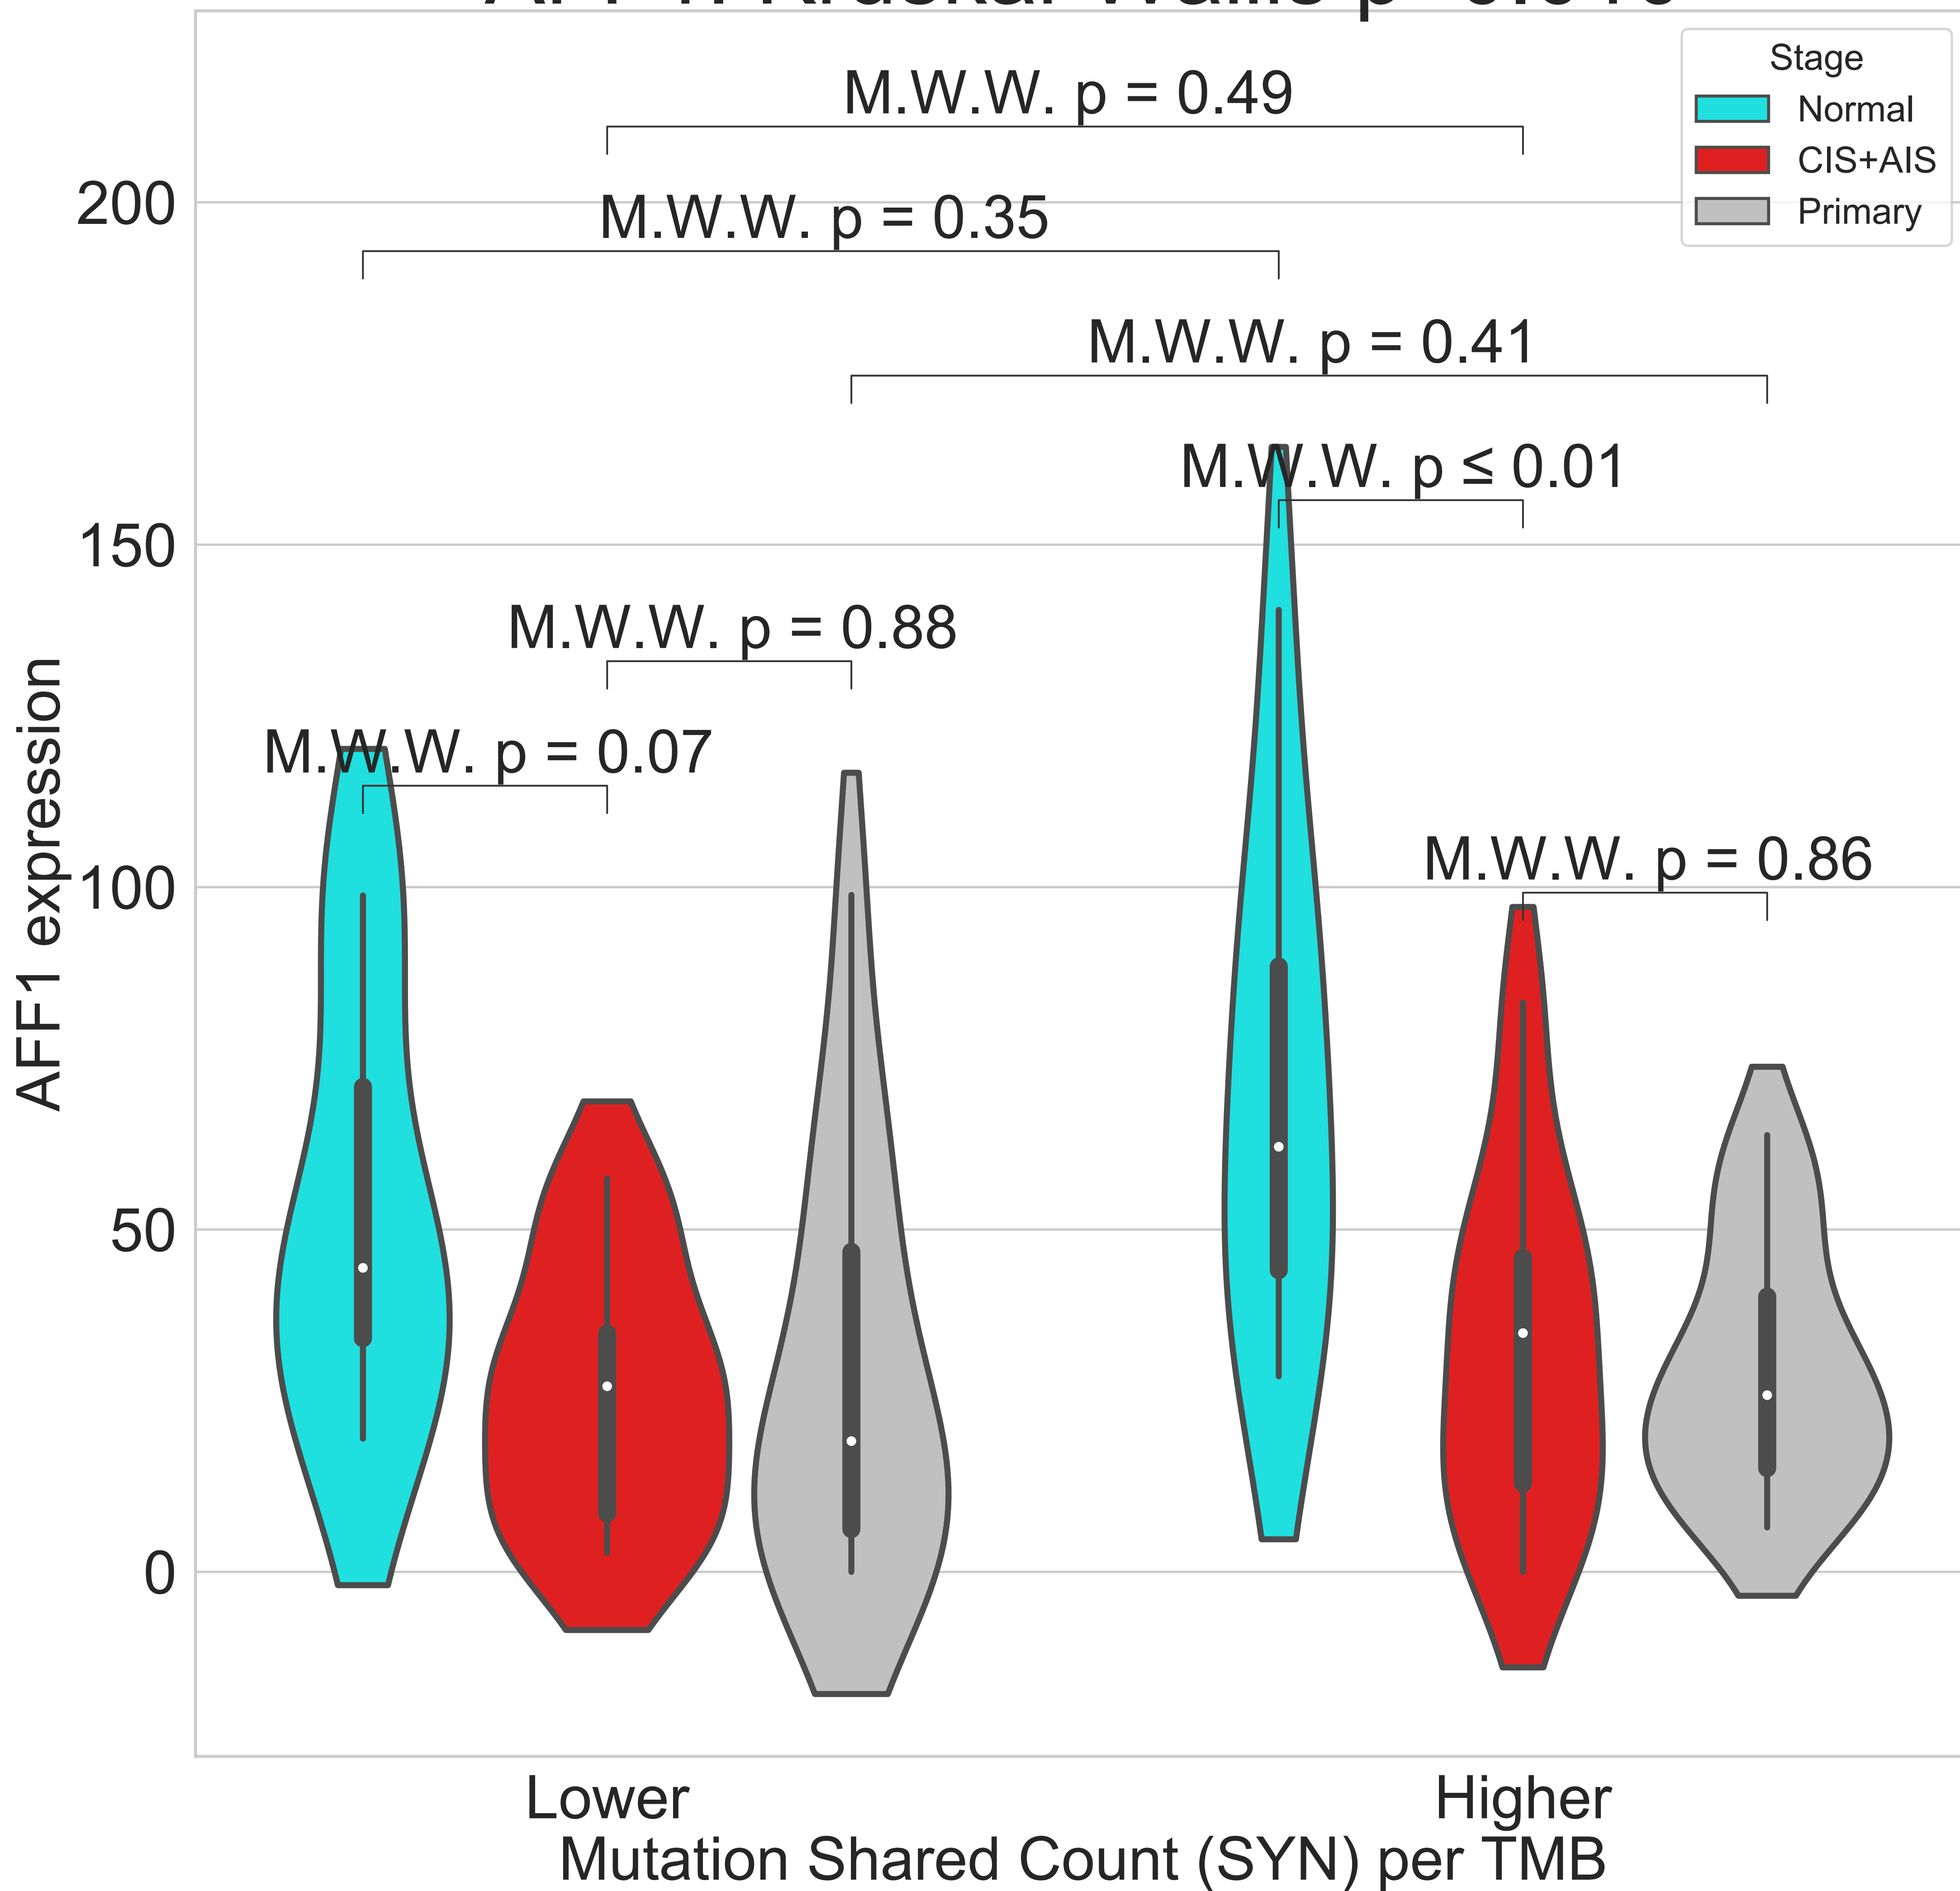 Stage
Normal
CIS+AIS
Primary
M.W.W. p = 0.49
M.W.W. p = 0.35
M.W.W. p = 0.41
M.W.W. p ≤ 0.01
M.W.W. p = 0.88
M.W.W. p = 0.07
M.W.W. p = 0.86
AFF1 expression
200
150
100
50
0
Lower
Higher
Mutation Shared Count (SYN) per TMB